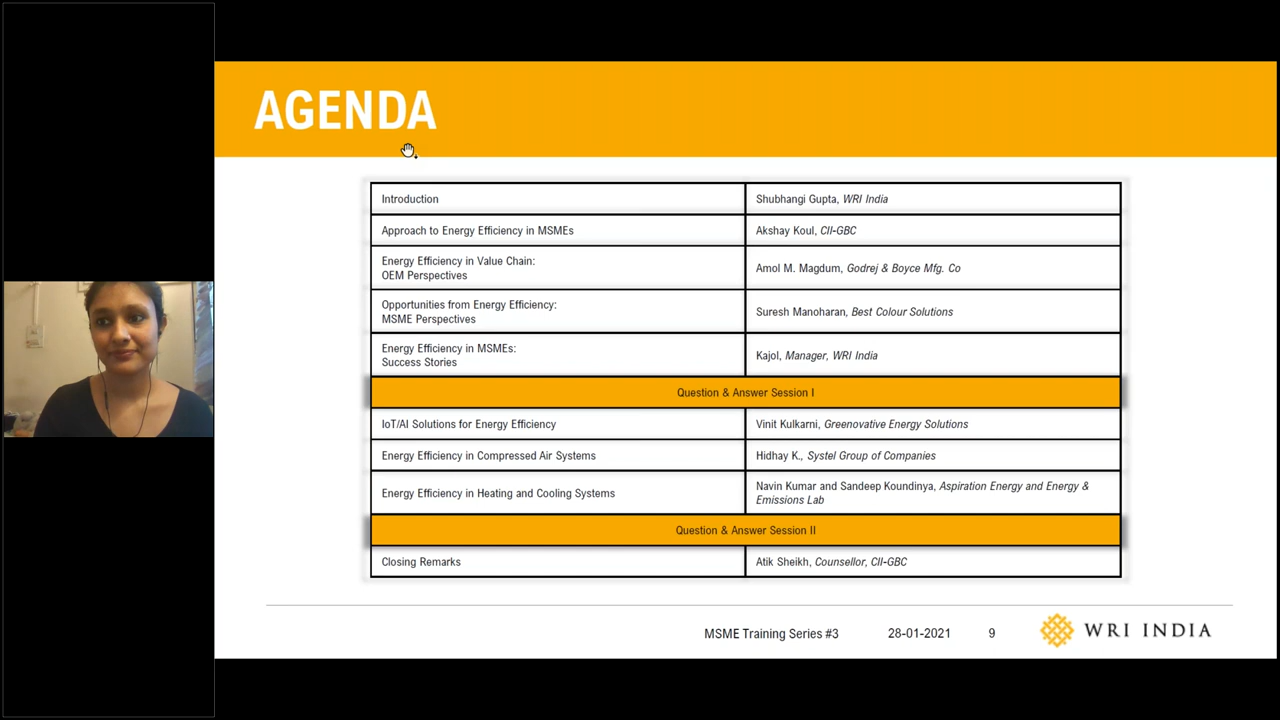 AGENDA
Introduction
Shubhangi Gupta, WRI India
Approach to Energy Efficiency in MSMEs
Akshay Koul, CII-GBC
Energy Efficiency in Value Chain:
OEM Perspectives
Amol M. Magdum, Godrej & Boyce Mfg. Co
Opportunities from Energy Efficiency:
MSME Perspectives
Suresh Manoharan, Best Colour Solutions
Energy Efficiency in MSMEs:
Success Stories
Kajol, Manager, WRI India
Question & Answer Session I
IoT/AI Solutions for Energy Efficiency
Vinit Kulkarni, Greenovative Energy Solutions
Energy Efficiency in Compressed Air Systems
Hidhay K., Systel Group of Companies
Energy Efficiency in Heating and Cooling Systems
Navin Kumar and Sandeep Koundinya, Aspiration Energy and Energy &
Emissions Lab
Question & Answer Session II
Closing Remarks
Atik Sheikh, Counsellor, CII-GBC
MSME Training Series #3
28-01-2021
9
WRI INDIA